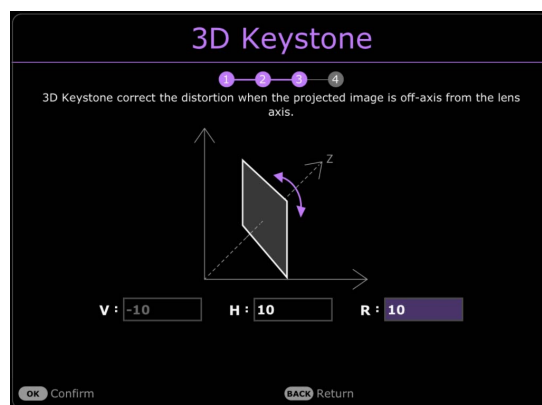 3D Keystone
1 2 3 4
3D Keystone correct the distortion when the projected image is off-axis from the lens
axis.
Z
V : -10 H : 10 R : 10
OK Confirm BACK Return